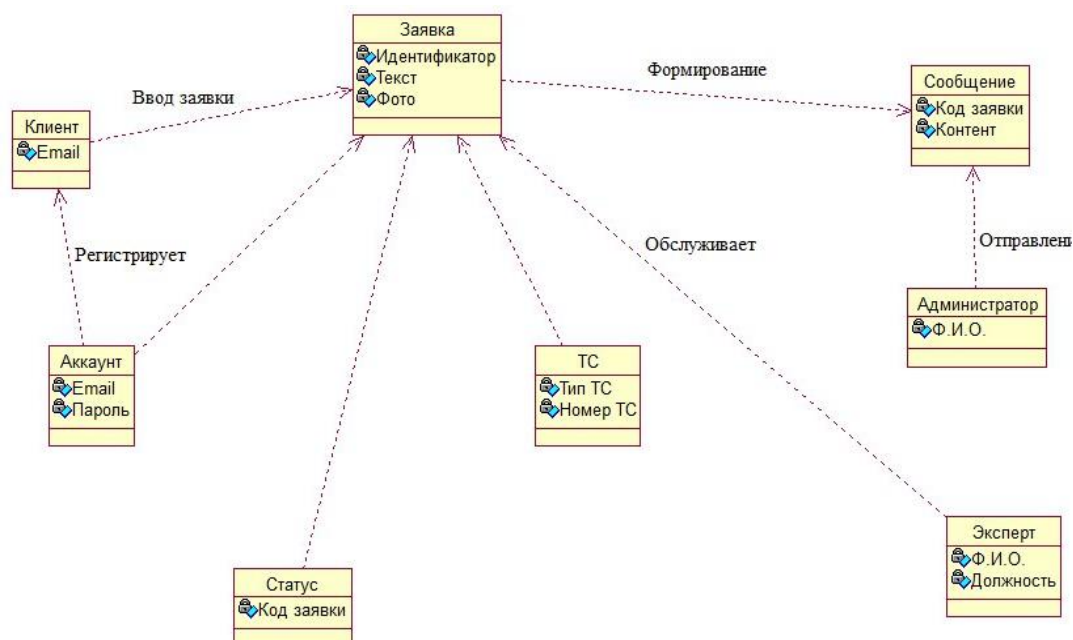 Заявка
Идентификатор
Текст
Фото
Формирование
Сообщение
Код заявки
Контент
Ввод заявки
Клиент
Email
Регистрирует
Обслуживает
Отправлени
Администратор
Ф.И.О.
Аккаунт
Email
Пароль
ТС
Тип ТС
Номер ТС
Эксперт
Ф.И.О.
Должность
Статус
Код заявки